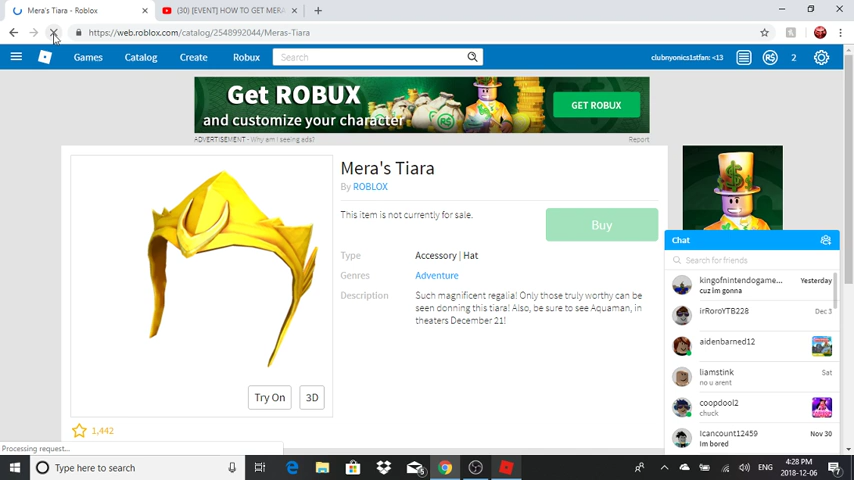 Mera's Tiara - Roblox
(30) [EVENT] HOW TO GET MERA
https://web.roblox.com/catalog/2548992044/Meras-Tiara
Games
Catalog
Create
Robux
Search
clubnyonics1stfan: <13
2
Get ROBUX
and customize your character
GET ROBUX
ADVERTISEMENT - Why am I seeing ads?
Report
Mera's Tiara
By ROBLOX
This item is not currently for sale.
Buy
Type
Accessory | Hat
Genres
Adventure
Description
Such magnificent regalia! Only those truly worthy can be
seen donning this tiara! Also, be sure to see Aquaman, in
theaters December 21!
Try On
3D
1,442
Chat
Search for friends
kingofnintendogame...
Yesterday
cuz im gonna
irRoroYTB228
Dec 3
aidenbarned12
liamstink
Sat
no u arent
coopdool2
chuck
Icancount12459
Nov 30
Im bored
Processing request...
Type here to search
5
ENG
4:28 PM
2018-12-06
7